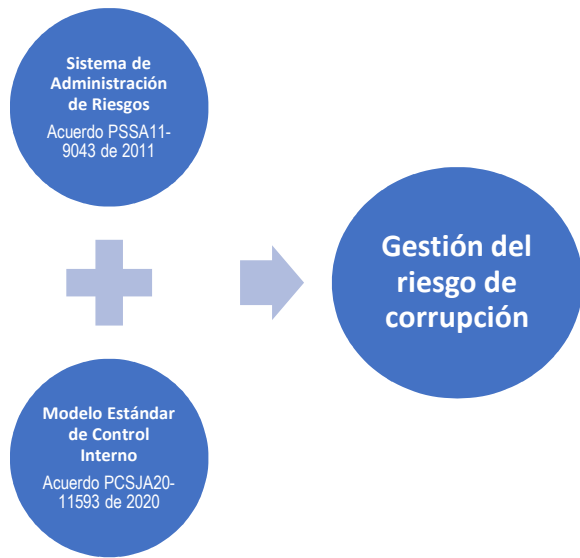 Sistema de
Administración
de Riesgos
Acuerdo PSSA11-
9043 de 2011
Gestión del
riesgo de
corrupción
Modelo Estándar
de Control
Interno
Acuerdo PCSJA20-
11593 de 2020